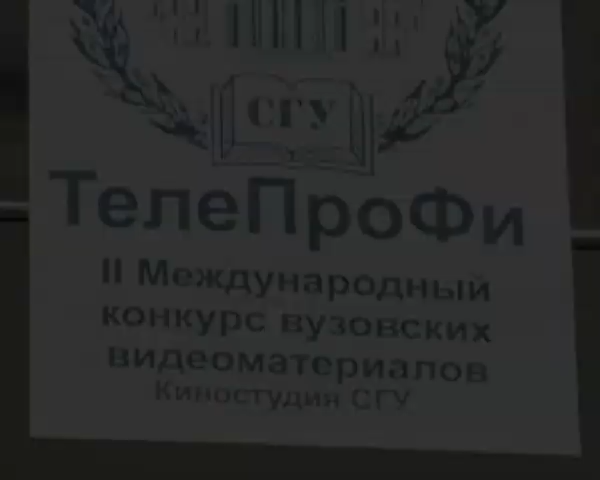 СГУ
ТелеПроФи
II Международный
конкурс вузовских
видеоматериалов
Киностудия СГУ